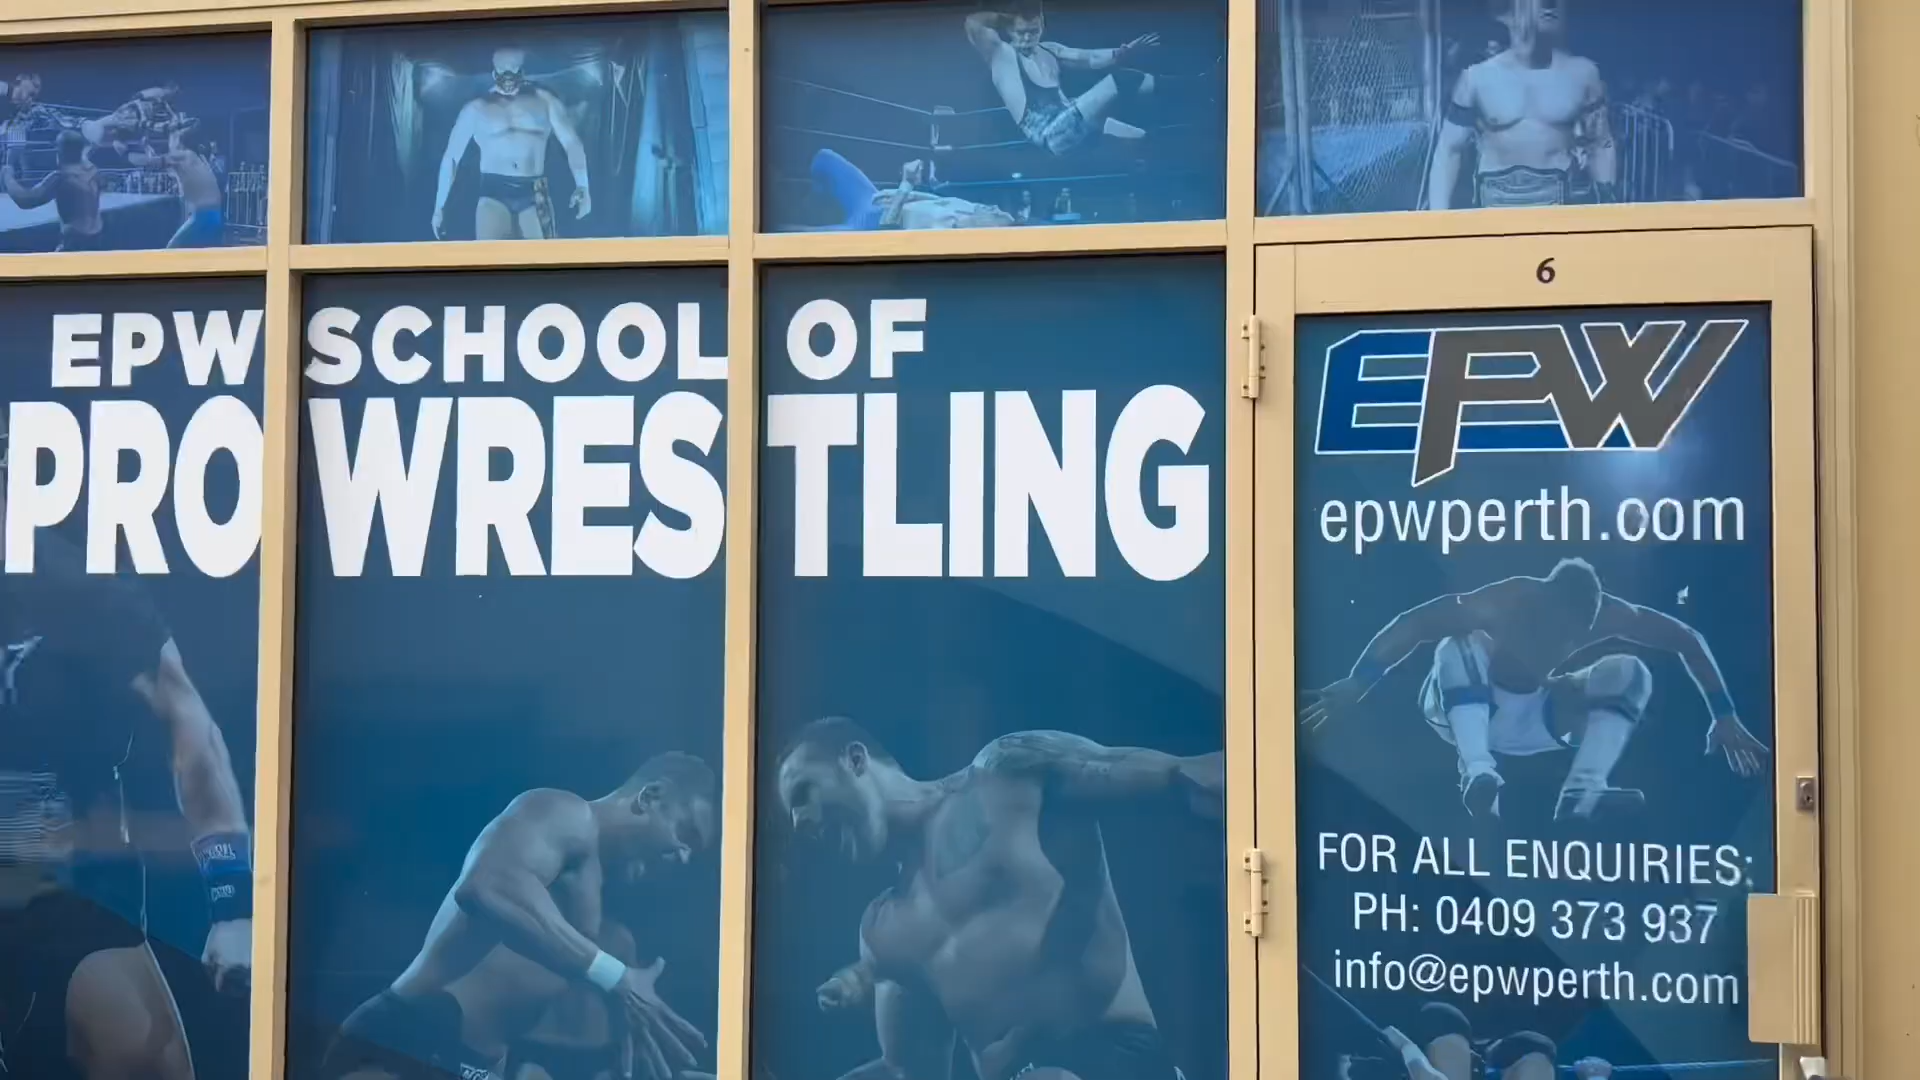 EPW SCHOOL OF
PRO WRESTLING
6
EPW
epwperth.com
FOR ALL ENQUIRIES:
PH: 0409 373 937
info@epwperth.com